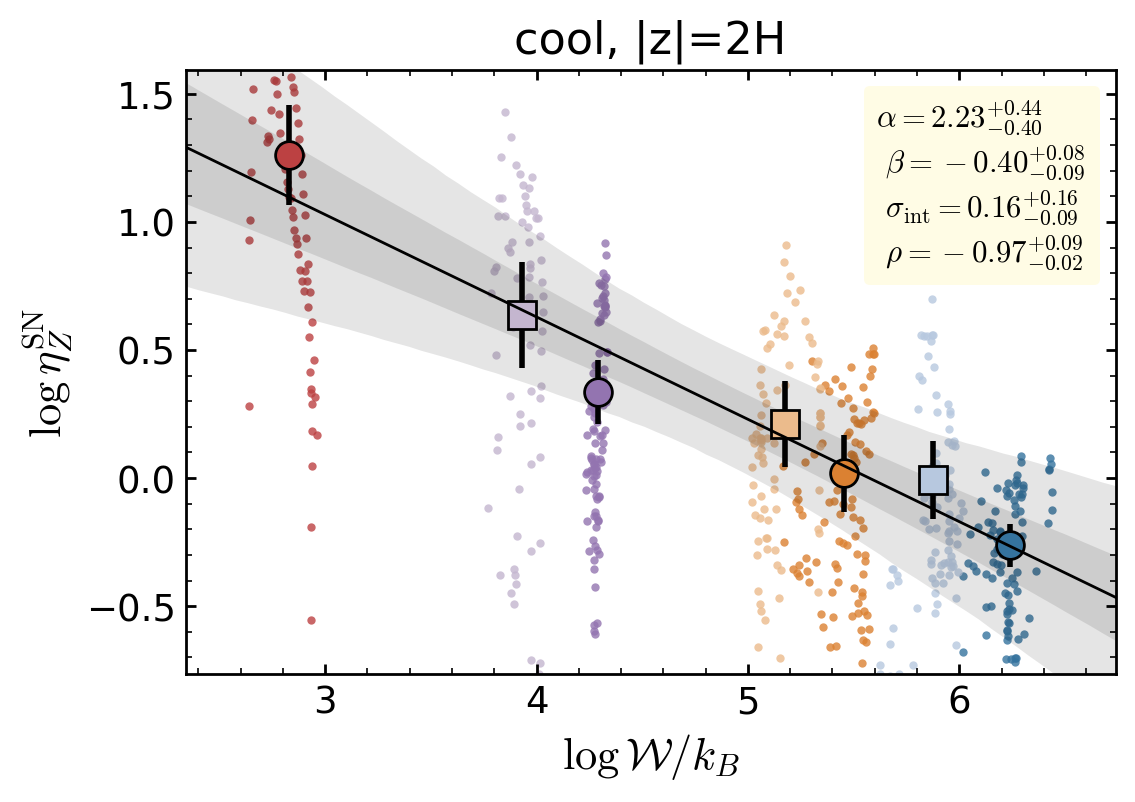 cool, |z|=2H
α = 2.23^{+0.44}_{−0.40}
β = −0.40^{+0.08}_{−0.09}
σ_int = 0.16^{+0.16}_{−0.09}
ρ = −0.97^{+0.09}_{−0.02}
log η_Z^{SN}
1.5
1.0
0.5
0.0
−0.5
3 4 5 6
log 𝒲/k_B